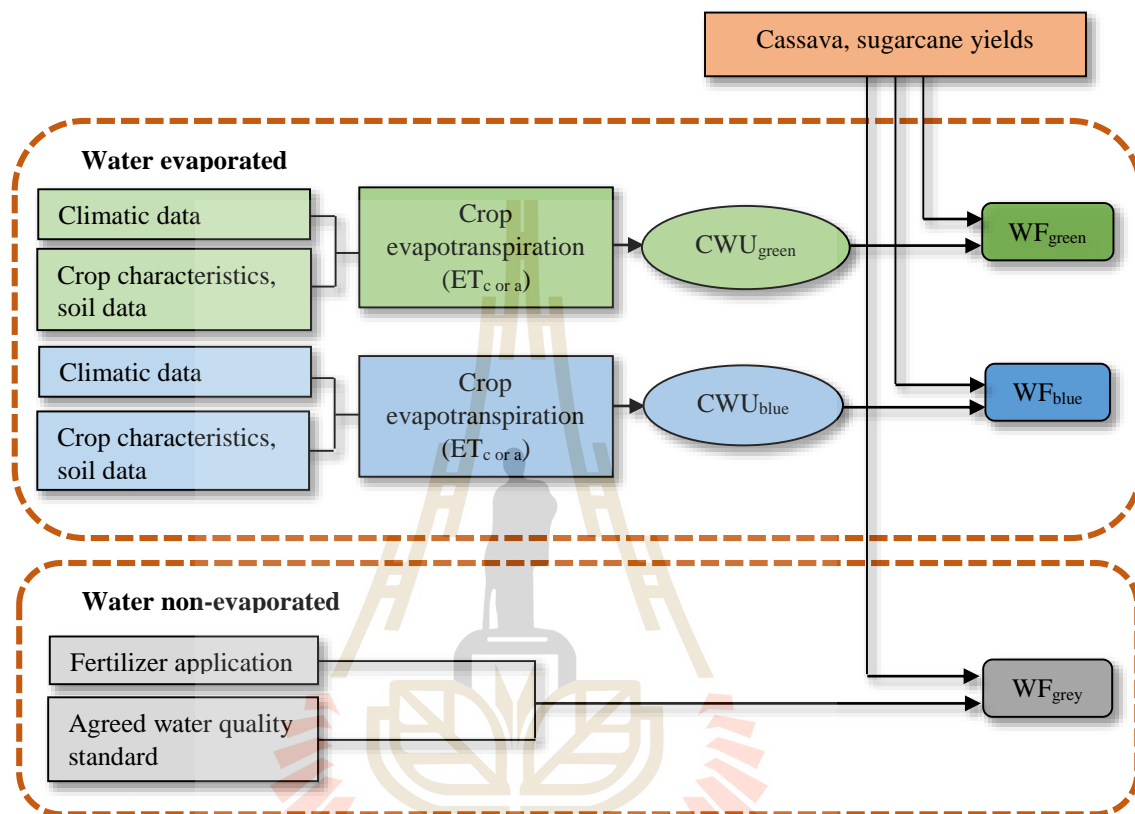 Cassava, sugarcane yields
Water evaporated
Climatic data
Crop characteristics,
soil data
Crop
evapotranspiration
(ETc or a)
CWUgreen
WFgreen
Climatic data
Crop characteristics,
soil data
Crop
evapotranspiration
(ETc or a)
CWUblue
WFblue
Water non-evaporated
Fertilizer application
Agreed water quality
standard
WFgrey